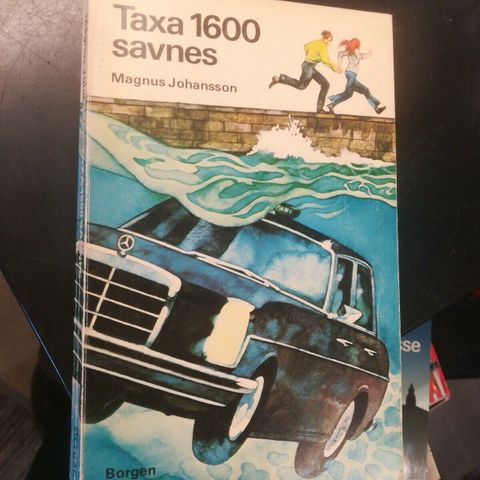 Taxa 1600
savnes
Magnus Johansson
Borgen